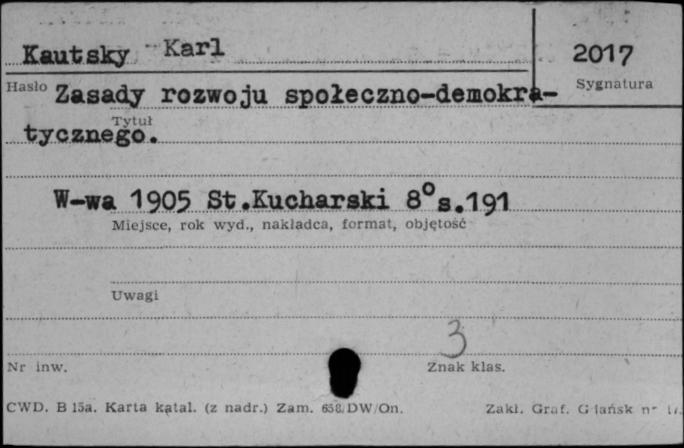 Kautsky Karl
2017
Hasło
Sygnatura
Zasady rozwoju społeczno-demokra-
Tytuł
tycznego.
W-wa 1905 St.Kucharski 8° s.191
Miejsce, rok wyd., nakładca, format, objętość
Uwagi
3
Nr inw.
Znak klas.
CWD. B 15a. Karta katal. (z nadr.) Zam. 658/DW/On.
Zakł. Graf. Gdańsk